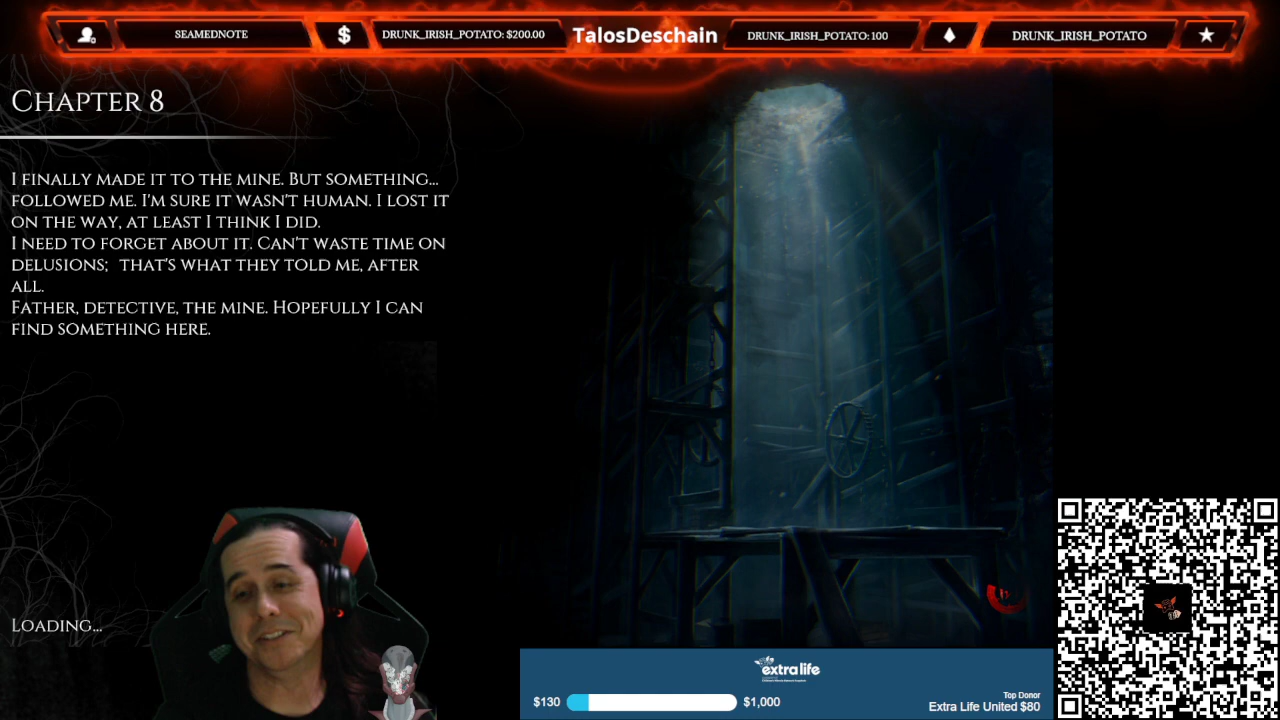 SEAMEDNOTE
$
DRUNK_IRISH_POTATO: $200.00
TalosDeschain
DRUNK_IRISH_POTATO: 100
DRUNK_IRISH_POTATO
Chapter 8
I finally made it to the mine. But something...
followed me. I'm sure it wasn't human. I lost it
on the way, at least I think I did.
I need to forget about it. Can't waste time on
delusions; that's what they told me, after
all.
Father, detective, the mine. Hopefully I can
find something here.
Loading...
extralife
$130
$1,000
Top Donor
Extra Life United $80